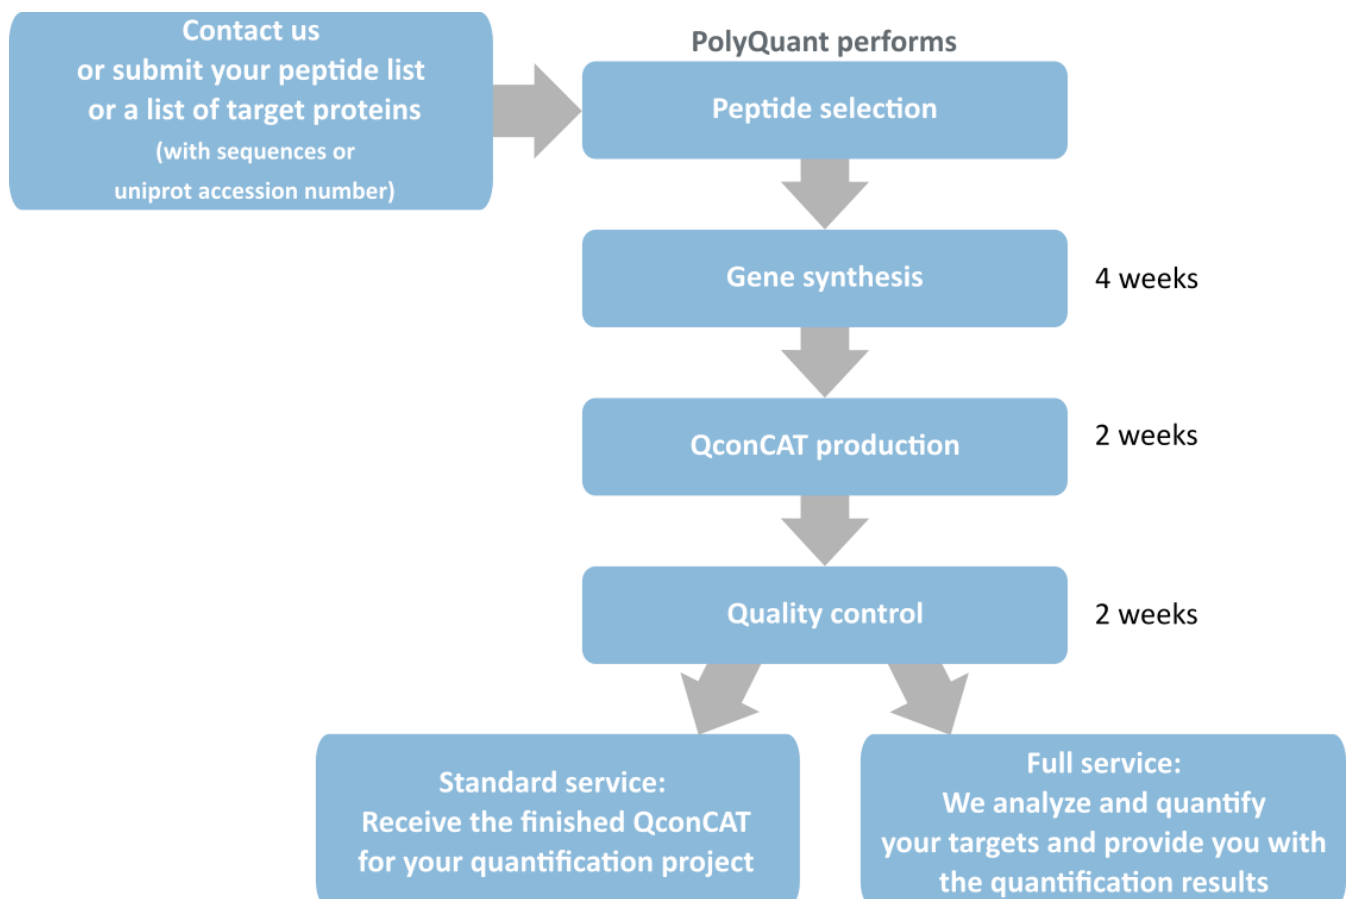 Contact us
or submit your peptide list
or a list of target proteins
(with sequences or
uniprot accession number)
PolyQuant performs
Peptide selection
Gene synthesis
4 weeks
QconCAT production
2 weeks
Quality control
2 weeks
Standard service:
Receive the finished QconCAT
for your quantification project
Full service:
We analyze and quantify
your targets and provide you with
the quantification results